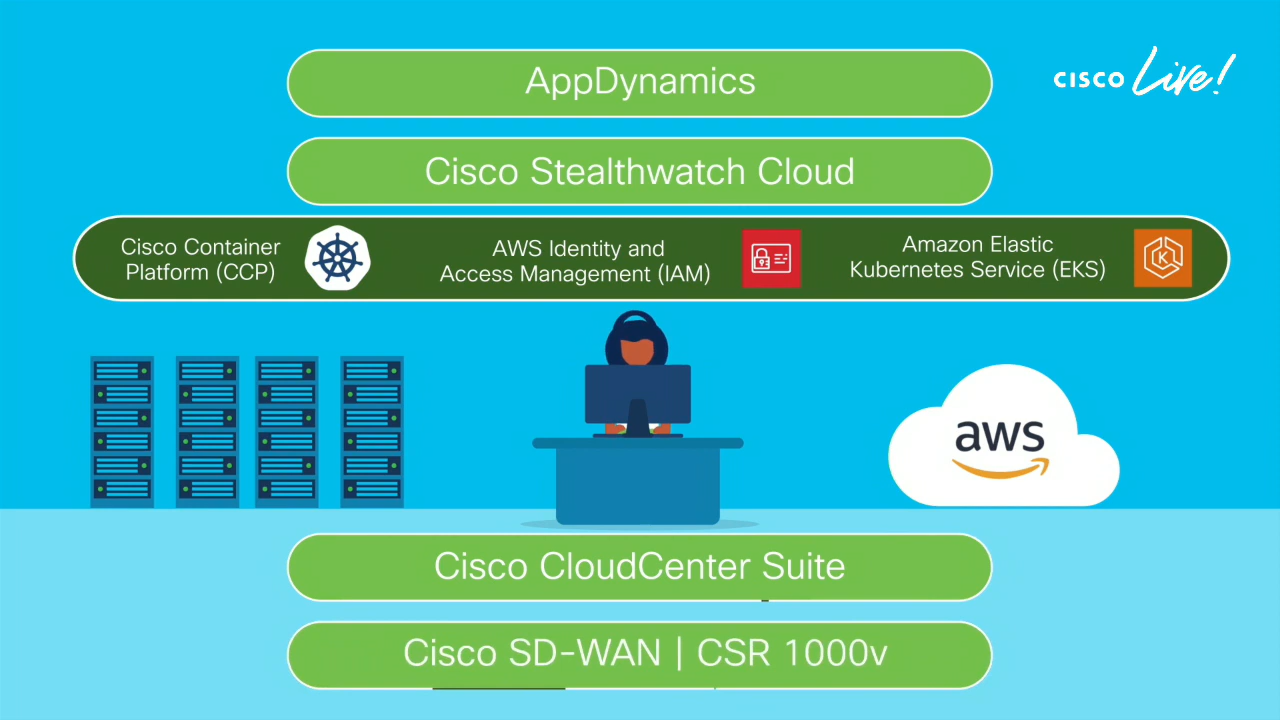 AppDynamics
CISCO Live!
Cisco Stealthwatch Cloud
Cisco Container
Platform (CCP)
AWS Identity and
Access Management (IAM)
Amazon Elastic
Kubernetes Service (EKS)
K
aws
Cisco CloudCenter Suite
Cisco SD-WAN | CSR 1000v